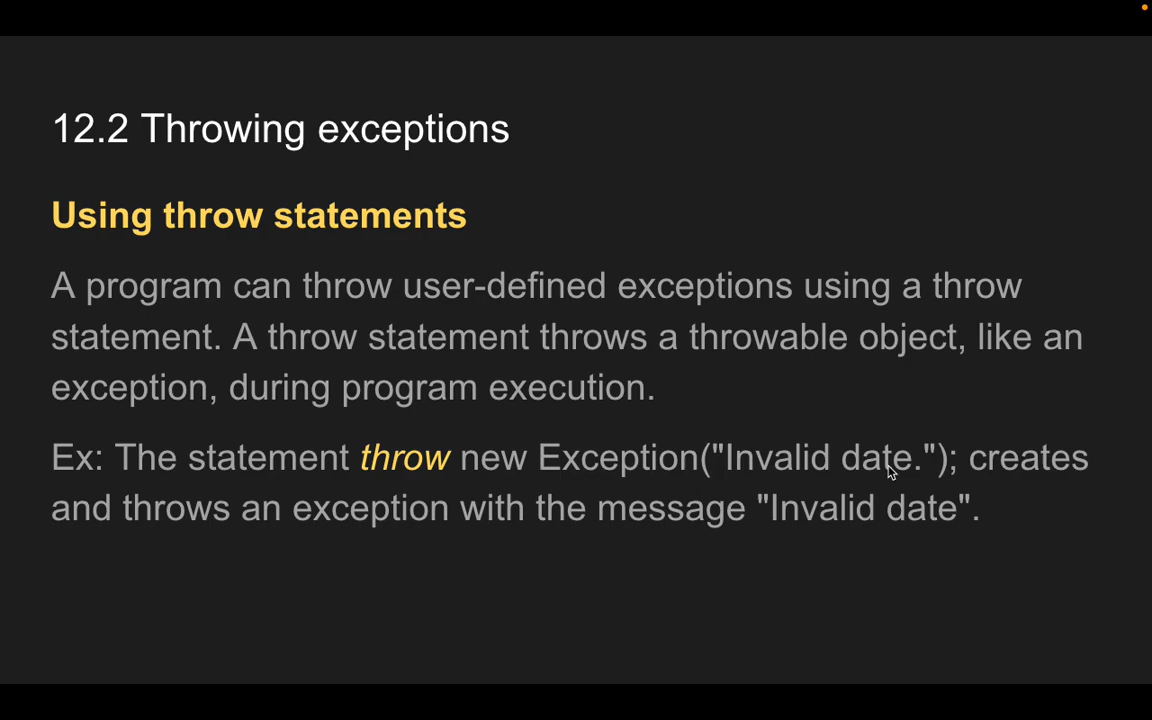 12.2 Throwing exceptions
Using throw statements
A program can throw user-defined exceptions using a throw
statement. A throw statement throws a throwable object, like an
exception, during program execution.
Ex: The statement throw new Exception("Invalid date."); creates
and throws an exception with the message "Invalid date".